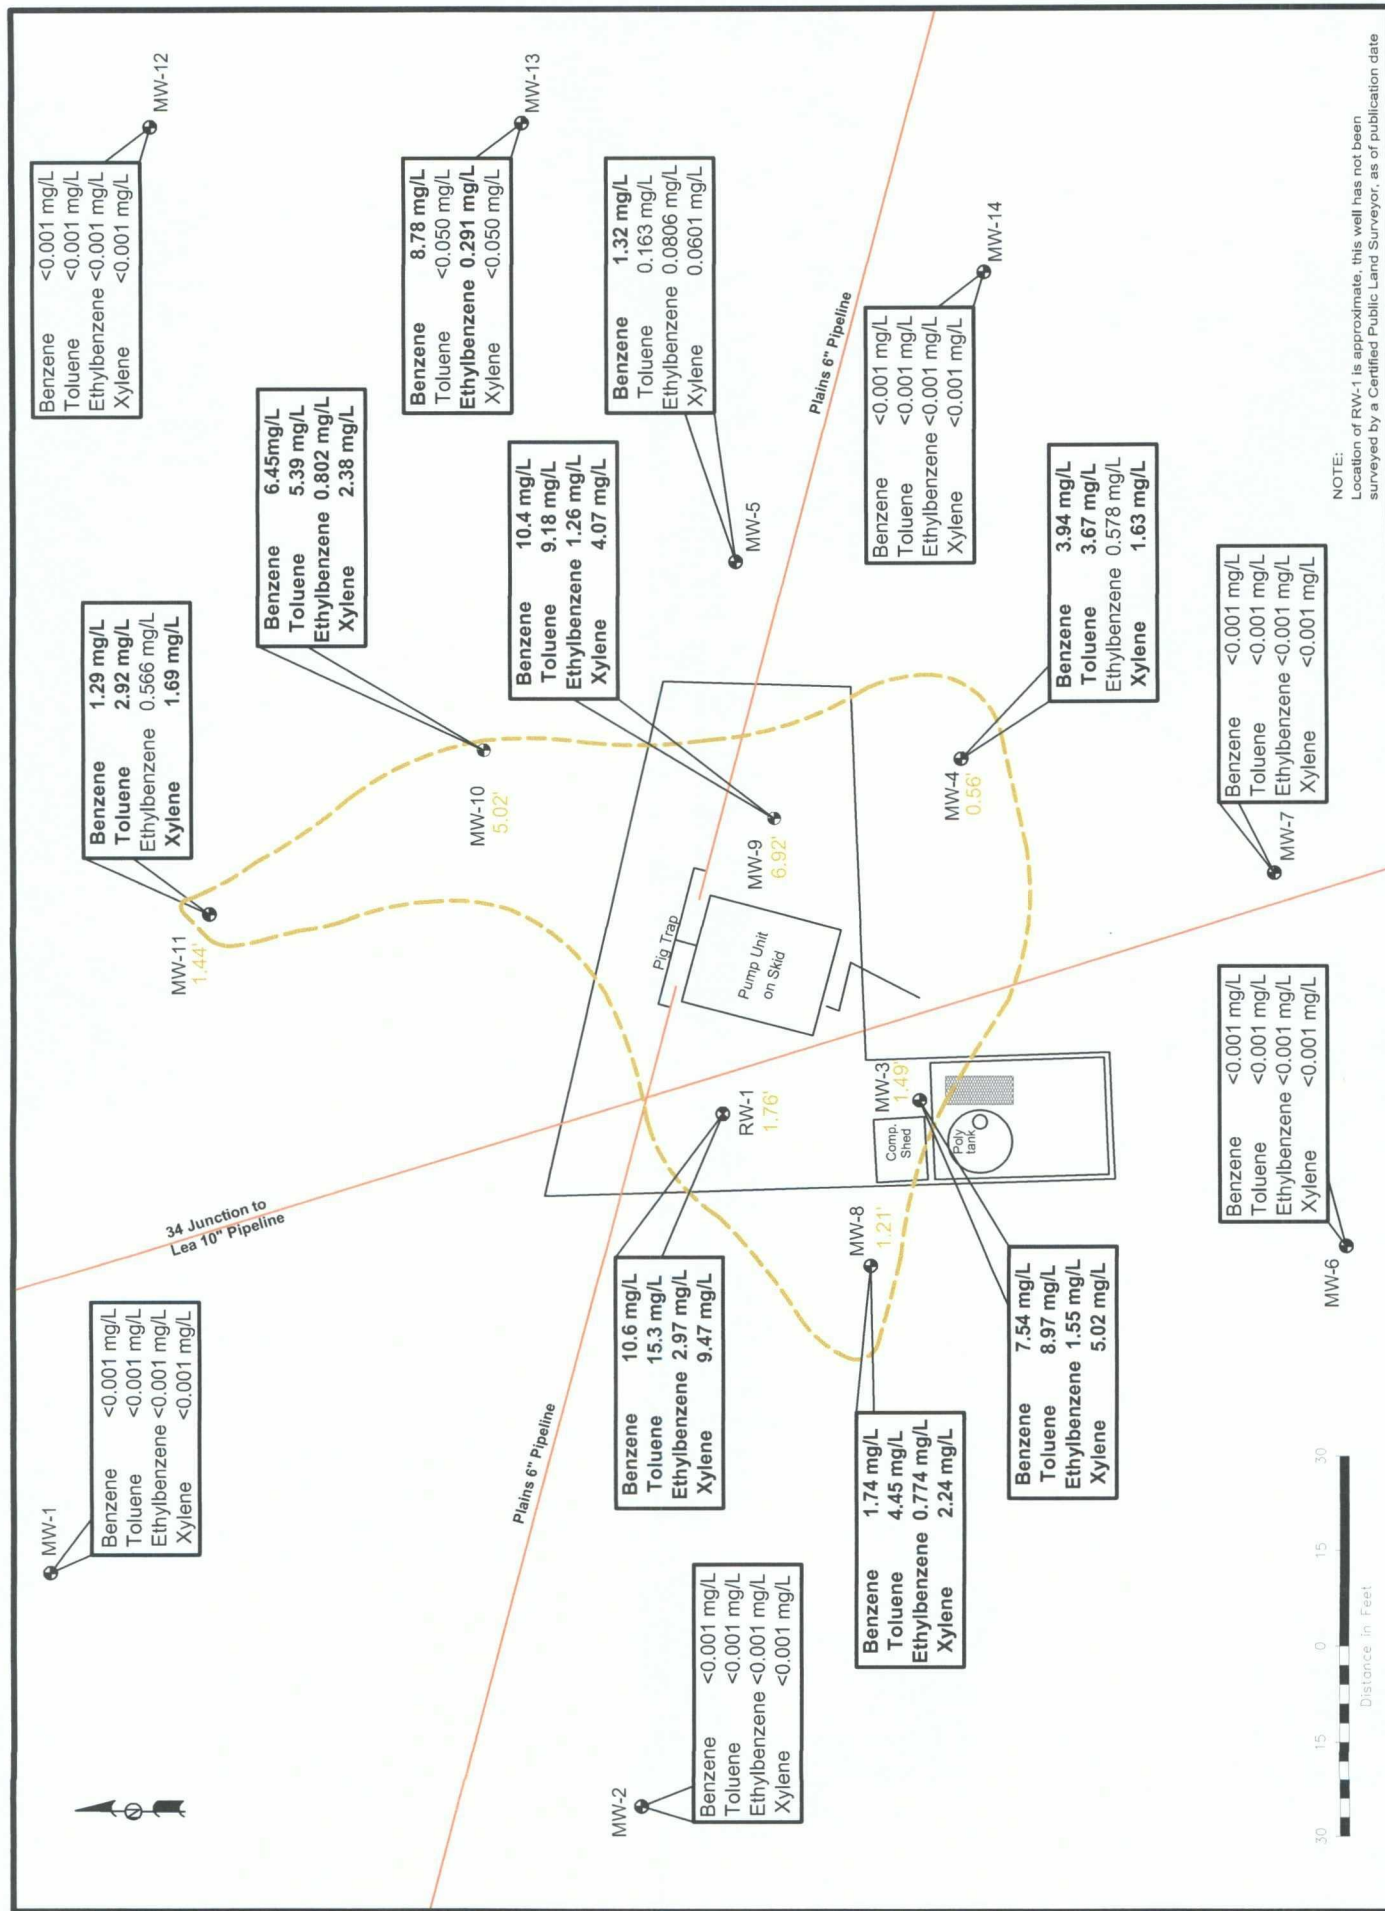 MW-1
Benzene <0.001 mg/L
Toluene <0.001 mg/L
Ethylbenzene <0.001 mg/L
Xylene <0.001 mg/L
34 Junction to
Lea 10" Pipeline
MW-11
1.44'
Benzene 1.29 mg/L
Toluene 2.92 mg/L
Ethylbenzene 0.566 mg/L
Xylene 1.69 mg/L
Benzene <0.001 mg/L
Toluene <0.001 mg/L
Ethylbenzene <0.001 mg/L
Xylene <0.001 mg/L
MW-12
Benzene 6.45mg/L
Toluene 5.39 mg/L
Ethylbenzene 0.802 mg/L
Xylene 2.38 mg/L
MW-10
5.02'
Benzene 8.78 mg/L
Toluene <0.050 mg/L
Ethylbenzene 0.291 mg/L
Xylene <0.050 mg/L
MW-13
Plains 6" Pipeline
Benzene 10.4 mg/L
Toluene 9.18 mg/L
Ethylbenzene 1.26 mg/L
Xylene 4.07 mg/L
Benzene 1.32 mg/L
Toluene 0.163 mg/L
Ethylbenzene 0.0806 mg/L
Xylene 0.0601 mg/L
MW-5
MW-2
Benzene <0.001 mg/L
Toluene <0.001 mg/L
Ethylbenzene <0.001 mg/L
Xylene <0.001 mg/L
Benzene 10.6 mg/L
Toluene 15.3 mg/L
Ethylbenzene 2.97 mg/L
Xylene 9.47 mg/L
RW-1
1.76'
Pig Trap
Pump Unit
on Skid
MW-9
6.92'
Plains 6" Pipeline
MW-8
1.21'
Benzene 1.74 mg/L
Toluene 4.45 mg/L
Ethylbenzene 0.774 mg/L
Xylene 2.24 mg/L
MW-3
1.49'
Comp.
Shed
Poly
tank
Benzene 7.54 mg/L
Toluene 8.97 mg/L
Ethylbenzene 1.55 mg/L
Xylene 5.02 mg/L
MW-4
0.56'
Benzene 3.94 mg/L
Toluene 3.67 mg/L
Ethylbenzene 0.578 mg/L
Xylene 1.63 mg/L
Benzene <0.001 mg/L
Toluene <0.001 mg/L
Ethylbenzene <0.001 mg/L
Xylene <0.001 mg/L
MW-14
Benzene <0.001 mg/L
Toluene <0.001 mg/L
Ethylbenzene <0.001 mg/L
Xylene <0.001 mg/L
MW-6
MW-7
Benzene <0.001 mg/L
Toluene <0.001 mg/L
Ethylbenzene <0.001 mg/L
Xylene <0.001 mg/L
N
30 15 0 15 30
Distance in Feet
NOTE:
Location of RW-1 is approximate, this well has not been
surveyed by a Certified Public Land Surveyor, as of publication date